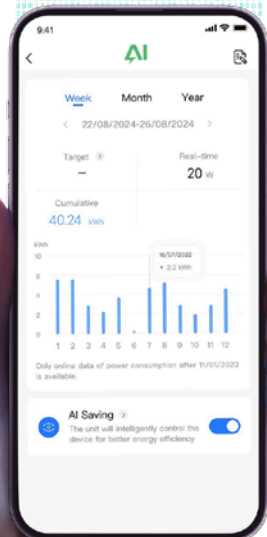 9:41
AI
Week Month Year
< 22/08/2024-26/08/2024 >
Target Real-time
– 20 w
Cumulative
40.24 kWh
kWh
10
8
4
2
0
16/07/2022
2.2 kWh
1 2 3 4 5 6 7 8 9 10 11 12
Only online data of power consumption after 11/01/2023
is available.
AI Saving
The unit will intelligently control the
device for better energy efficiency